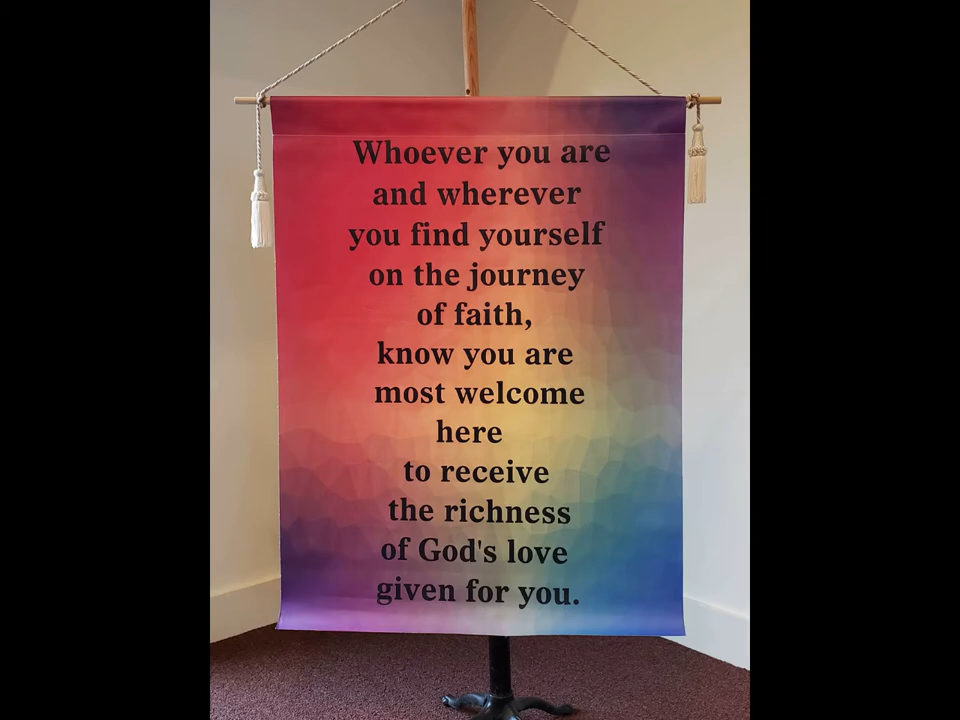 Whoever you are
and wherever
you find yourself
on the journey
of faith,
know you are
most welcome
here
to receive
the richness
of God's love
given for you.